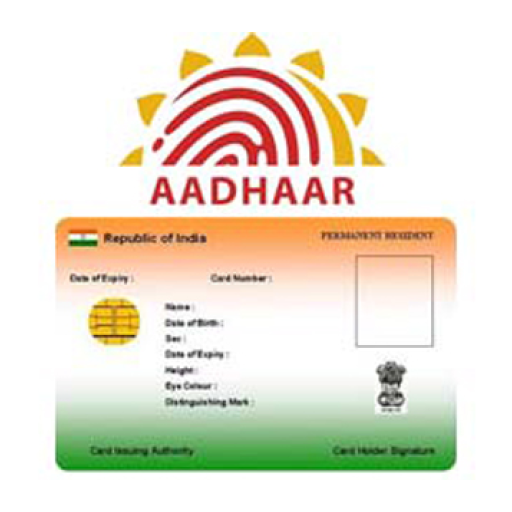 AADHAAR
Republic of India PERMANENT RESIDENT
Date of Expiry : Card Number :
Name :
Date of Birth :
Sex :
Date of Expiry :
Height :
Eye Colour :
Distinguishing Mark :
Card Issuing Authority Card Holder Signature